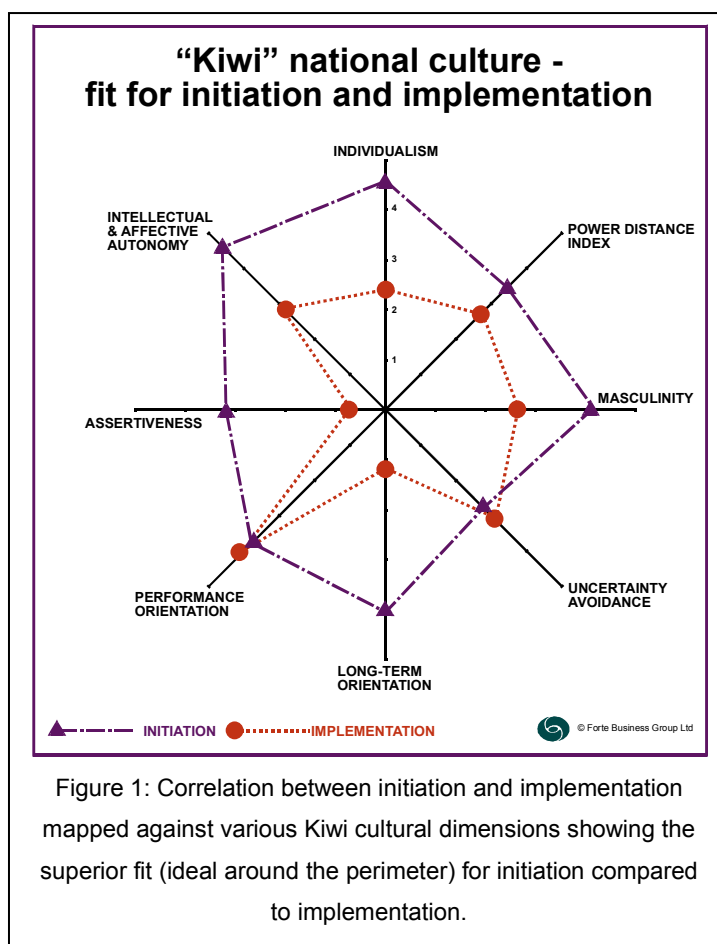 “Kiwi” national culture -
fit for initiation and implementation
INDIVIDUALISM
INTELLECTUAL
& AFFECTIVE
AUTONOMY
POWER DISTANCE
INDEX
4
3
2
1
MASCULINITY
ASSERTIVENESS
PERFORMANCE
ORIENTATION
UNCERTAINTY
AVOIDANCE
LONG-TERM
ORIENTATION
INITIATION
IMPLEMENTATION
© Forte Business Group Ltd
Figure 1: Correlation between initiation and implementation
mapped against various Kiwi cultural dimensions showing the
superior fit (ideal around the perimeter) for initiation compared
to implementation.